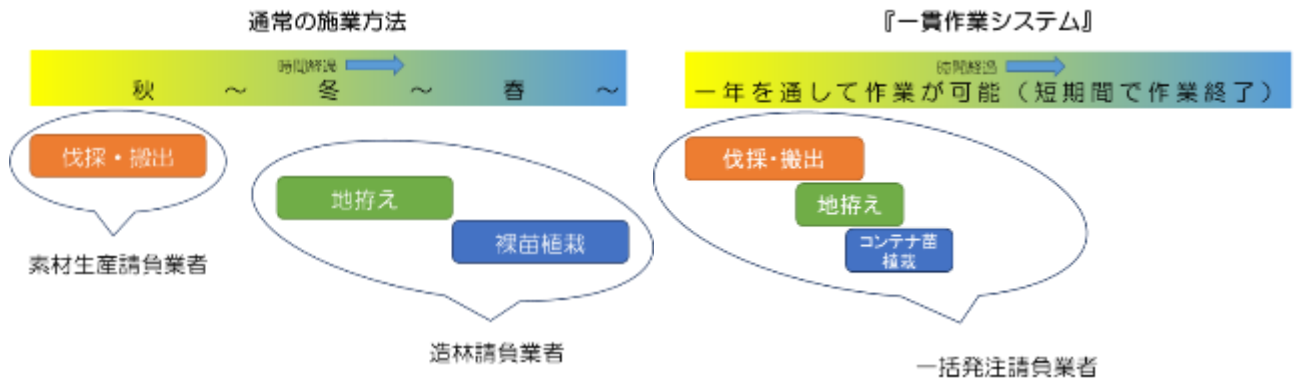 通常の施業方法
時間経過
秋 ～ 冬 ～ 春 ～
伐採・搬出
地拵え
裸苗植栽
素材生産請負業者
造林請負業者
『一貫作業システム』
時間経過
一年を通して作業が可能（短期間で作業終了）
伐採・搬出
地拵え
コンテナ苗
植栽
一括発注請負業者